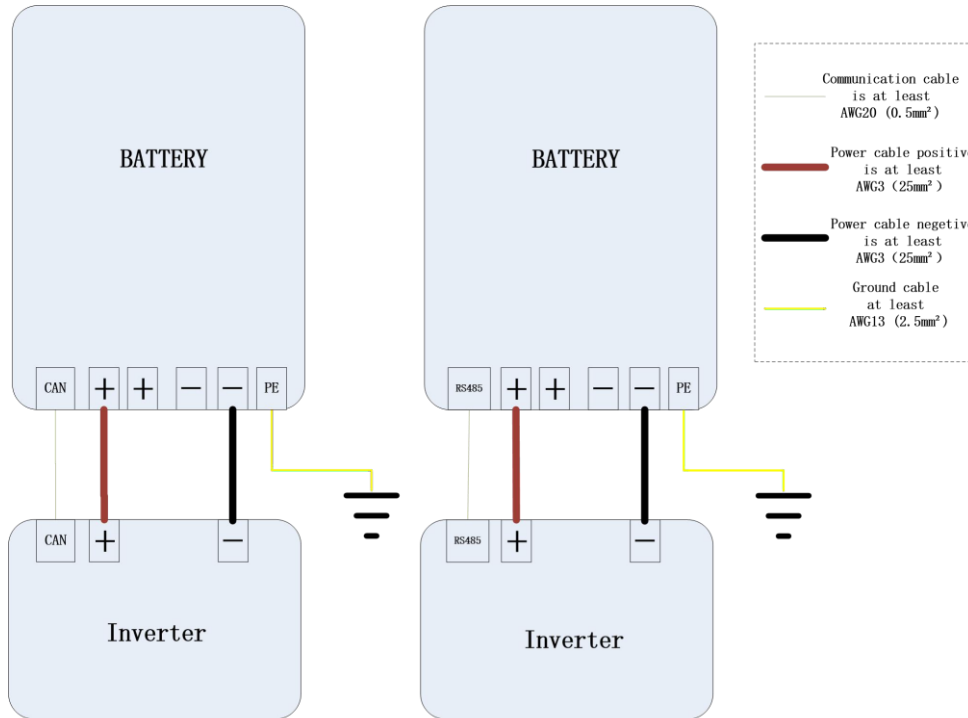 BATTERY
CAN + + − − PE
CAN + −
Inverter
BATTERY
RS485 + + − − PE
RS485 + −
Inverter
Communication cable
is at least
AWG20 (0.5mm²)
Power cable positive
is at least
AWG3 (25mm²)
Power cable negetive
is at least
AWG3 (25mm²)
Ground cable
at least
AWG13 (2.5mm²)